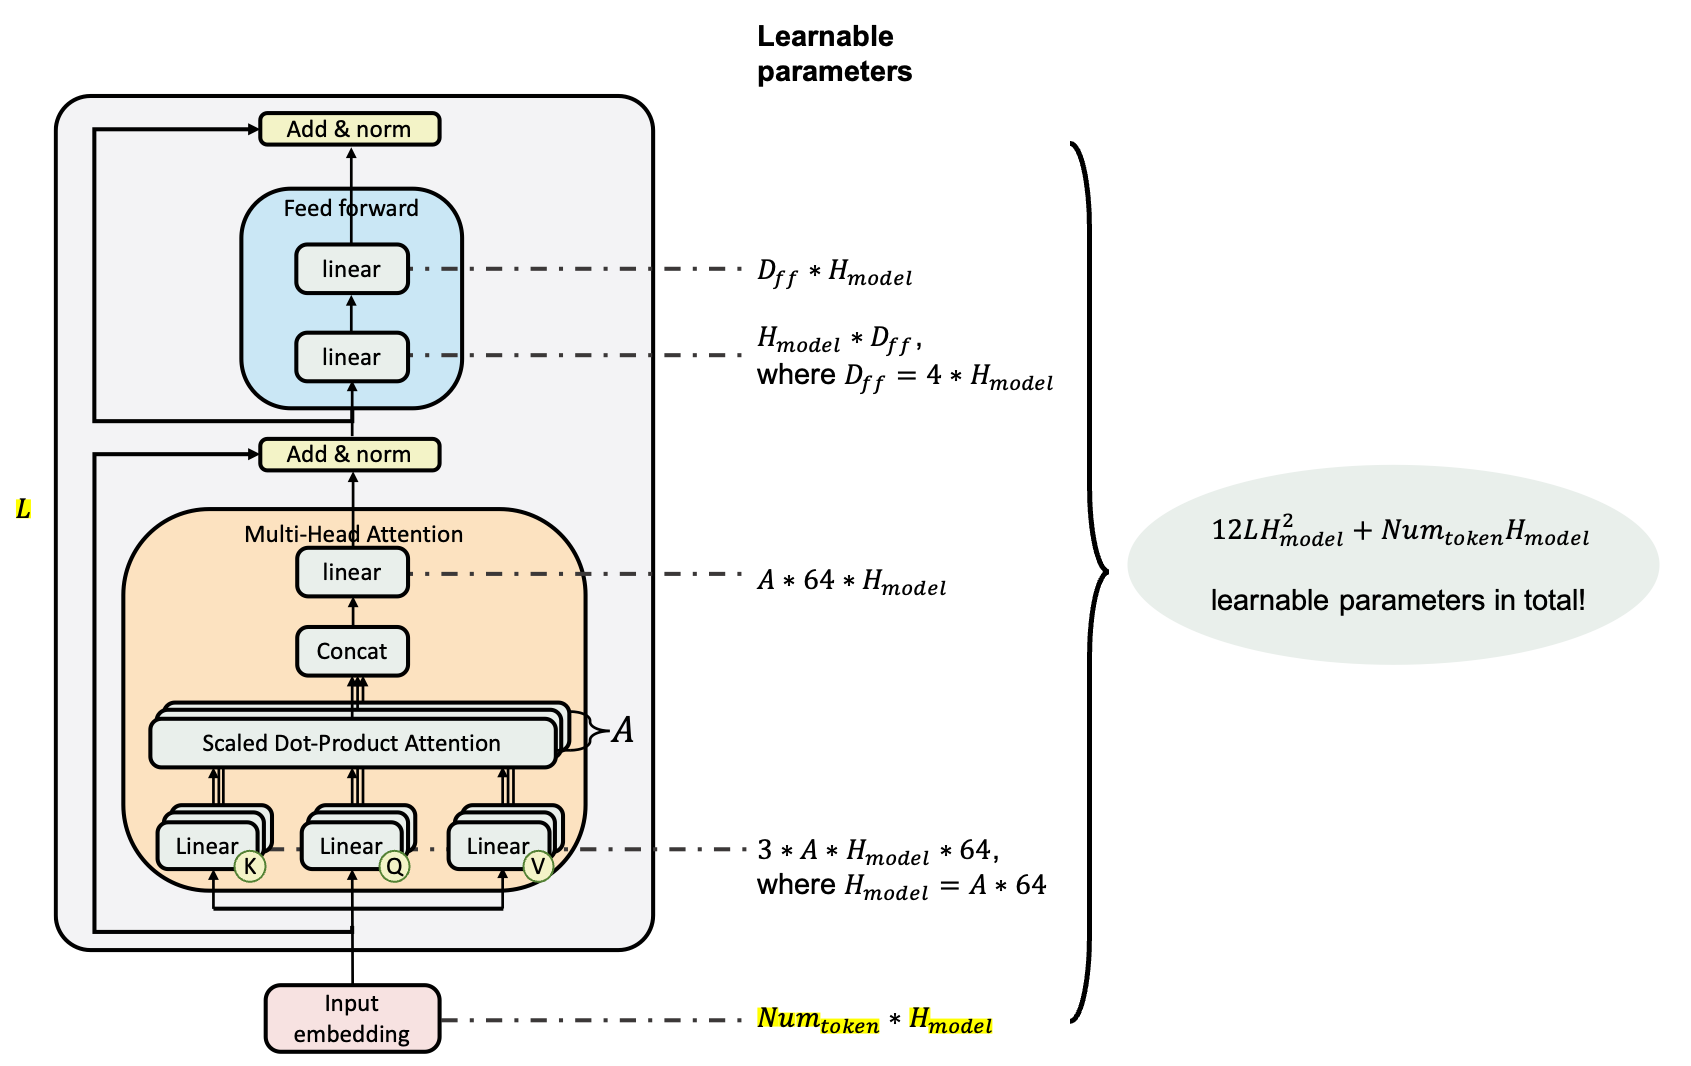 Learnable
parameters
Add & norm
Feed forward
linear
D_{ff} * H_{model}
linear
H_{model} * D_{ff},
where D_{ff} = 4 * H_{model}
Add & norm
L
Multi-Head Attention
linear
A * 64 * H_{model}
Concat
Scaled Dot-Product Attention
A
Linear K
Linear Q
Linear V
3 * A * H_{model} * 64,
where H_{model} = A * 64
Input
embedding
Num_{token} * H_{model}
12LH_{model}^{2} + Num_{token}H_{model}
learnable parameters in total!